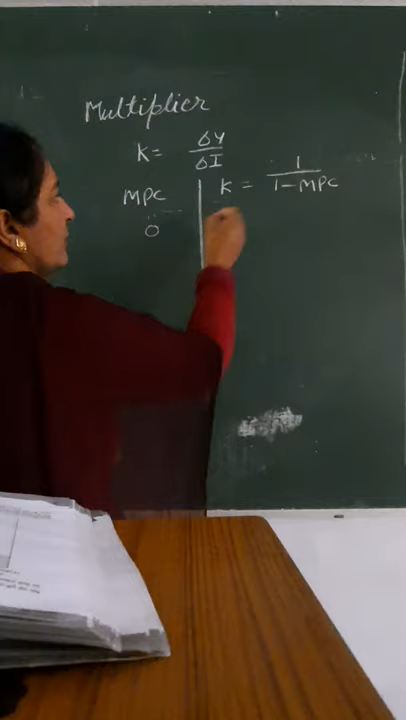 Multiplier
K = ΔY / ΔI
MPC | K = 1 / 1 - MPC
0